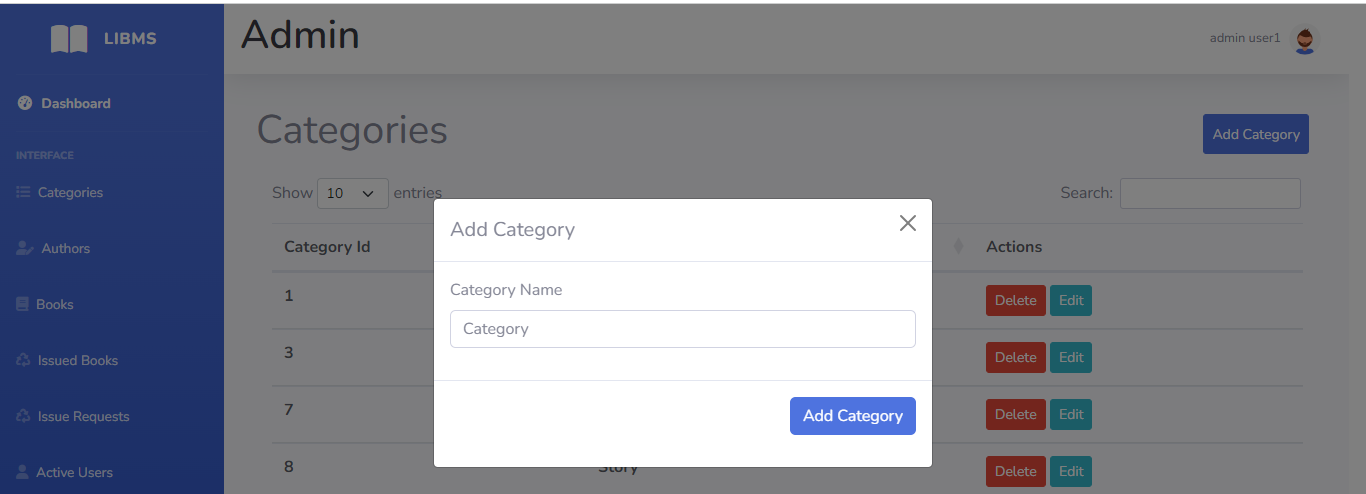 LIBMS
Dashboard
INTERFACE
Categories
Authors
Books
Issued Books
Issue Requests
Active Users
Admin
admin user1
Categories
Add Category
Show 10 entries
Search:
Category Id
Actions
1
Delete Edit
3
Delete Edit
7
Delete Edit
8 Story
Delete Edit
Add Category
Category Name
Category
Add Category